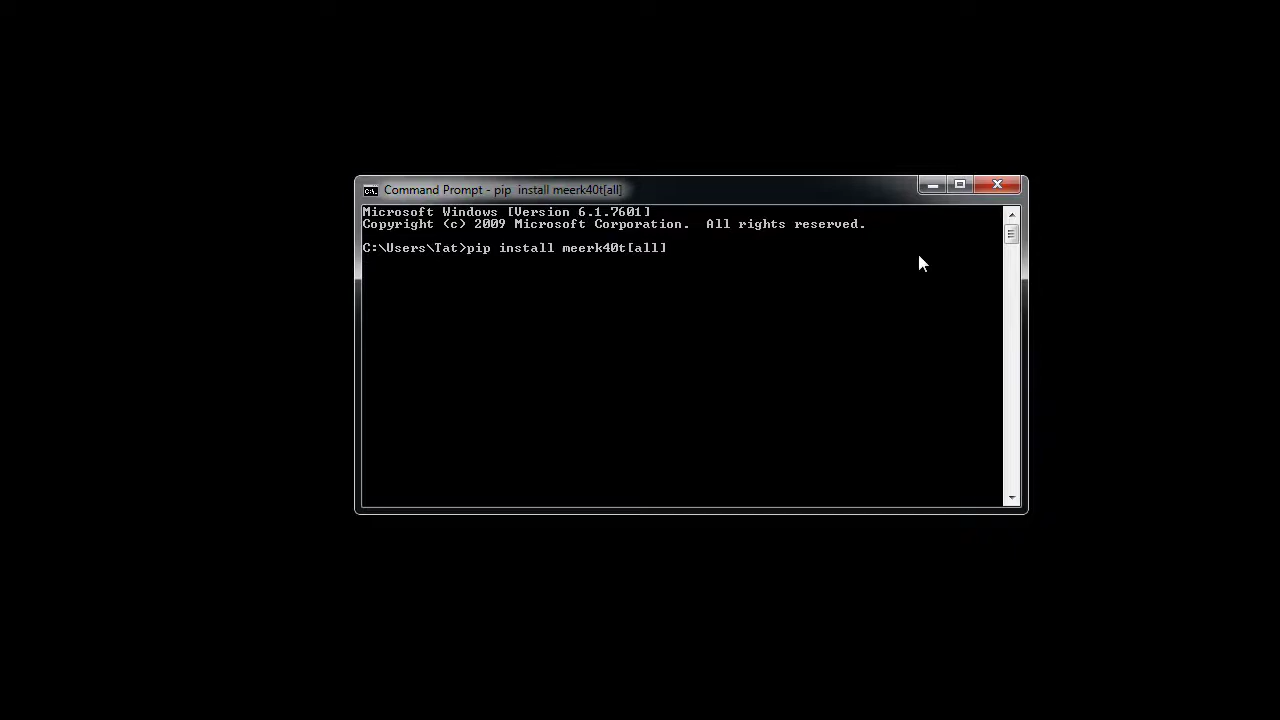 Command Prompt - pip  install meerk40t[all]
Microsoft Windows [Version 6.1.7601]
Copyright (c) 2009 Microsoft Corporation.  All rights reserved.
C:\Users\Tat>pip install meerk40t[all]